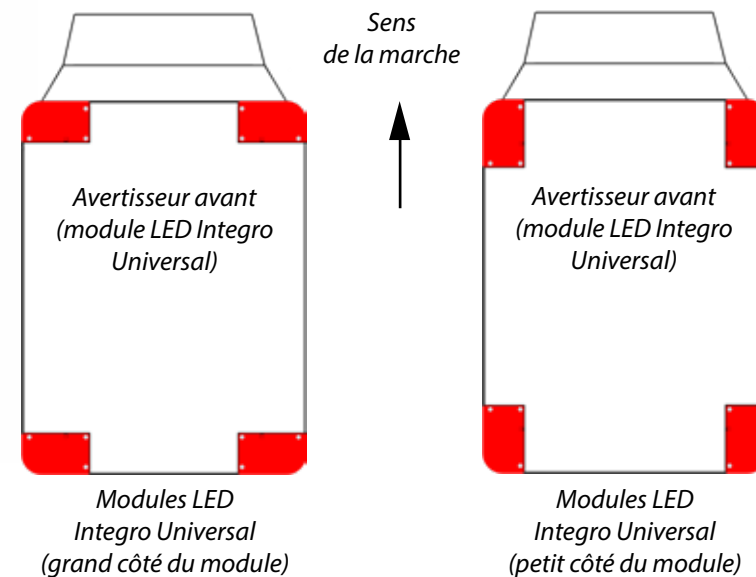 Sens
de la marche
Avertisseur avant
(module LED Integro
Universal)
Avertisseur avant
(module LED Integro
Universal)
Modules LED
Integro Universal
(grand côté du module)
Modules LED
Integro Universal
(petit côté du module)